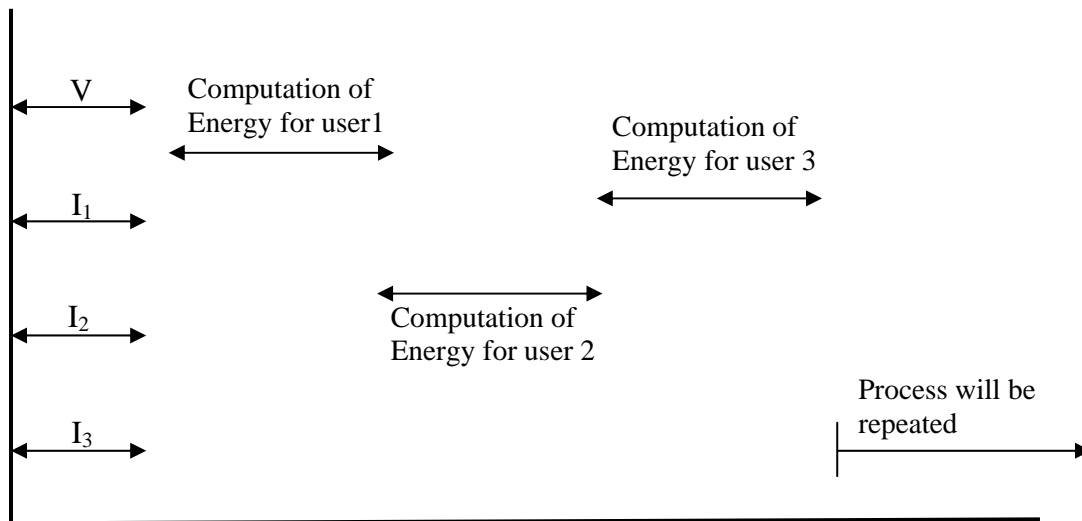 V
Computation of
Energy for user1
Computation of
Energy for user 3
I₁
I₂
Computation of
Energy for user 2
I₃
Process will be
repeated